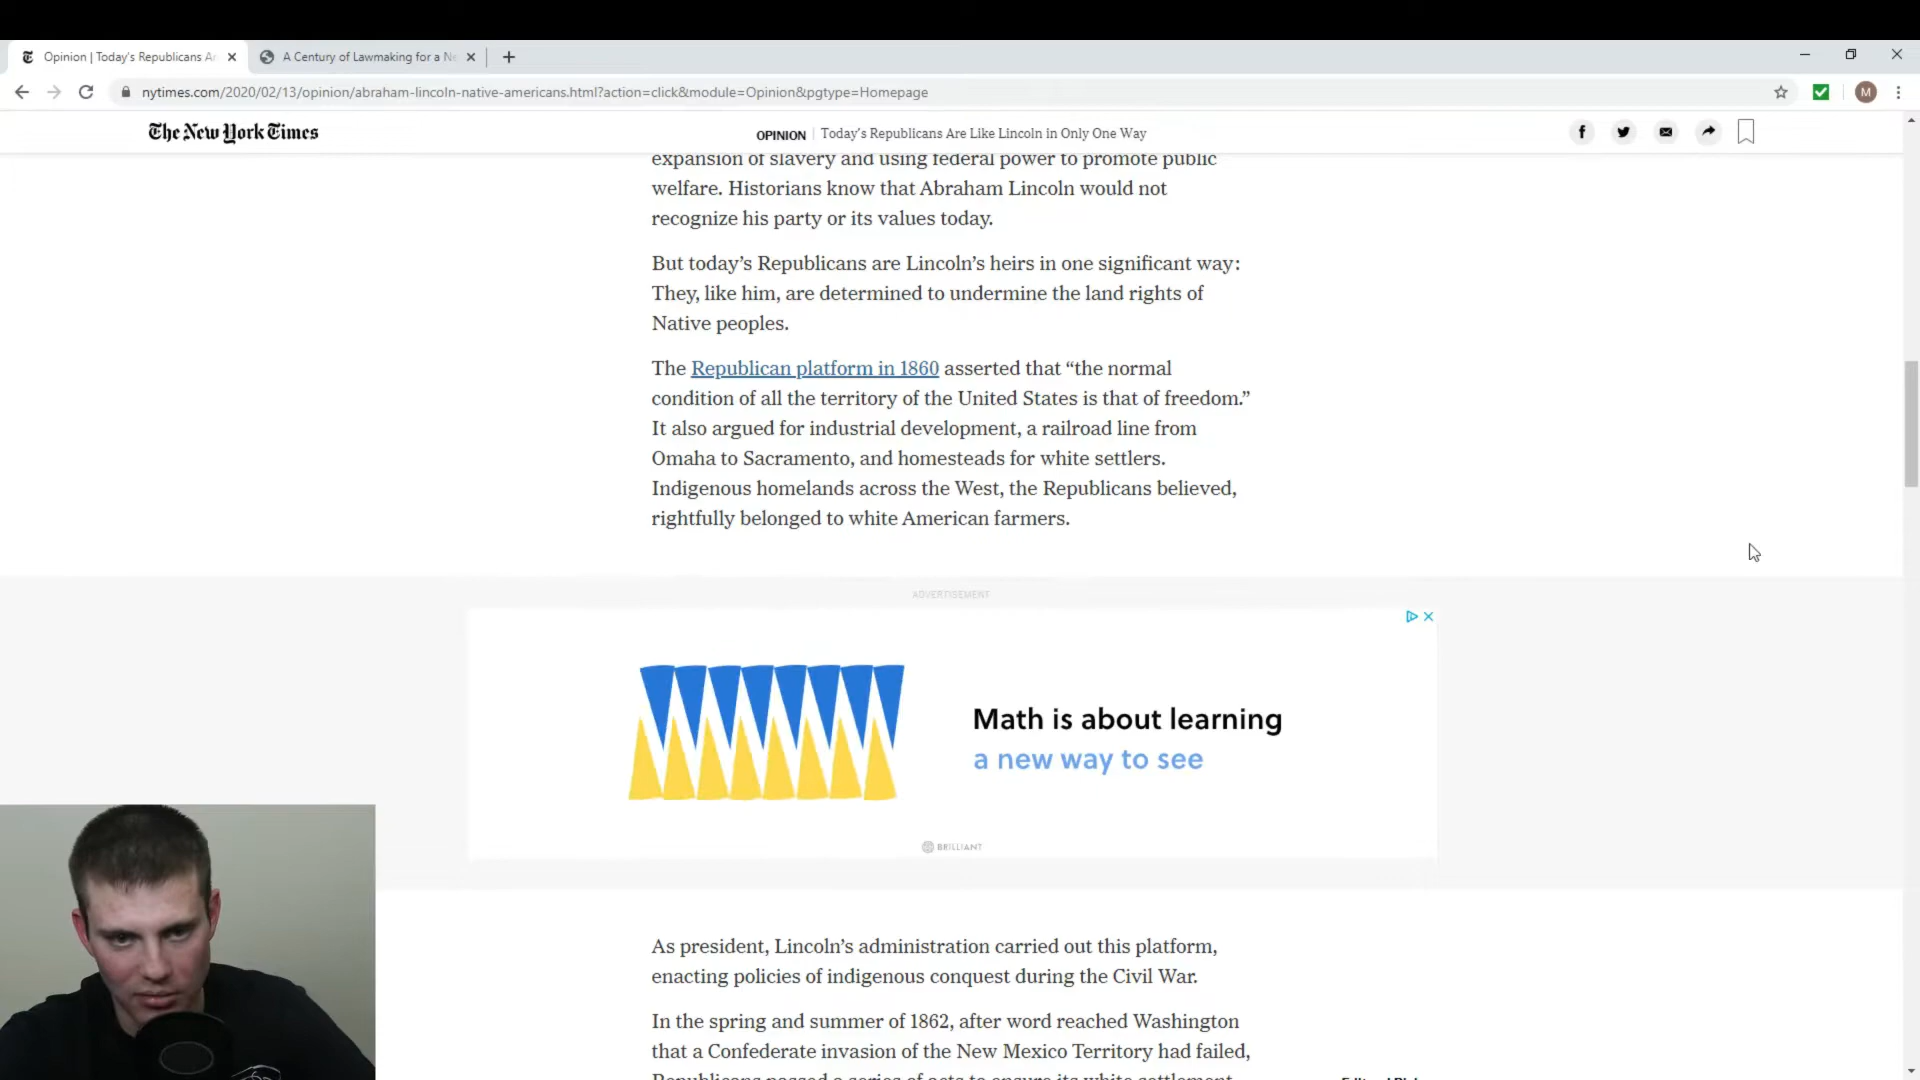 Opinion | Today's Republicans Ar
A Century of Lawmaking for a N
nytimes.com/2020/02/13/opinion/abraham-lincoln-native-americans.html?action=click&module=Opinion&pgtype=Homepage
M
The New York Times
OPINION | Today's Republicans Are Like Lincoln in Only One Way
expansion of slavery and using federal power to promote public
welfare. Historians know that Abraham Lincoln would not
recognize his party or its values today.
But today's Republicans are Lincoln's heirs in one significant way:
They, like him, are determined to undermine the land rights of
Native peoples.
The Republican platform in 1860 asserted that “the normal
condition of all the territory of the United States is that of freedom.”
It also argued for industrial development, a railroad line from
Omaha to Sacramento, and homesteads for white settlers.
Indigenous homelands across the West, the Republicans believed,
rightfully belonged to white American farmers.
ADVERTISEMENT
Math is about learning
a new way to see
BRILLIANT
As president, Lincoln's administration carried out this platform,
enacting policies of indigenous conquest during the Civil War.
In the spring and summer of 1862, after word reached Washington
that a Confederate invasion of the New Mexico Territory had failed,
Republicans passed a series of acts to ensure its white settlement